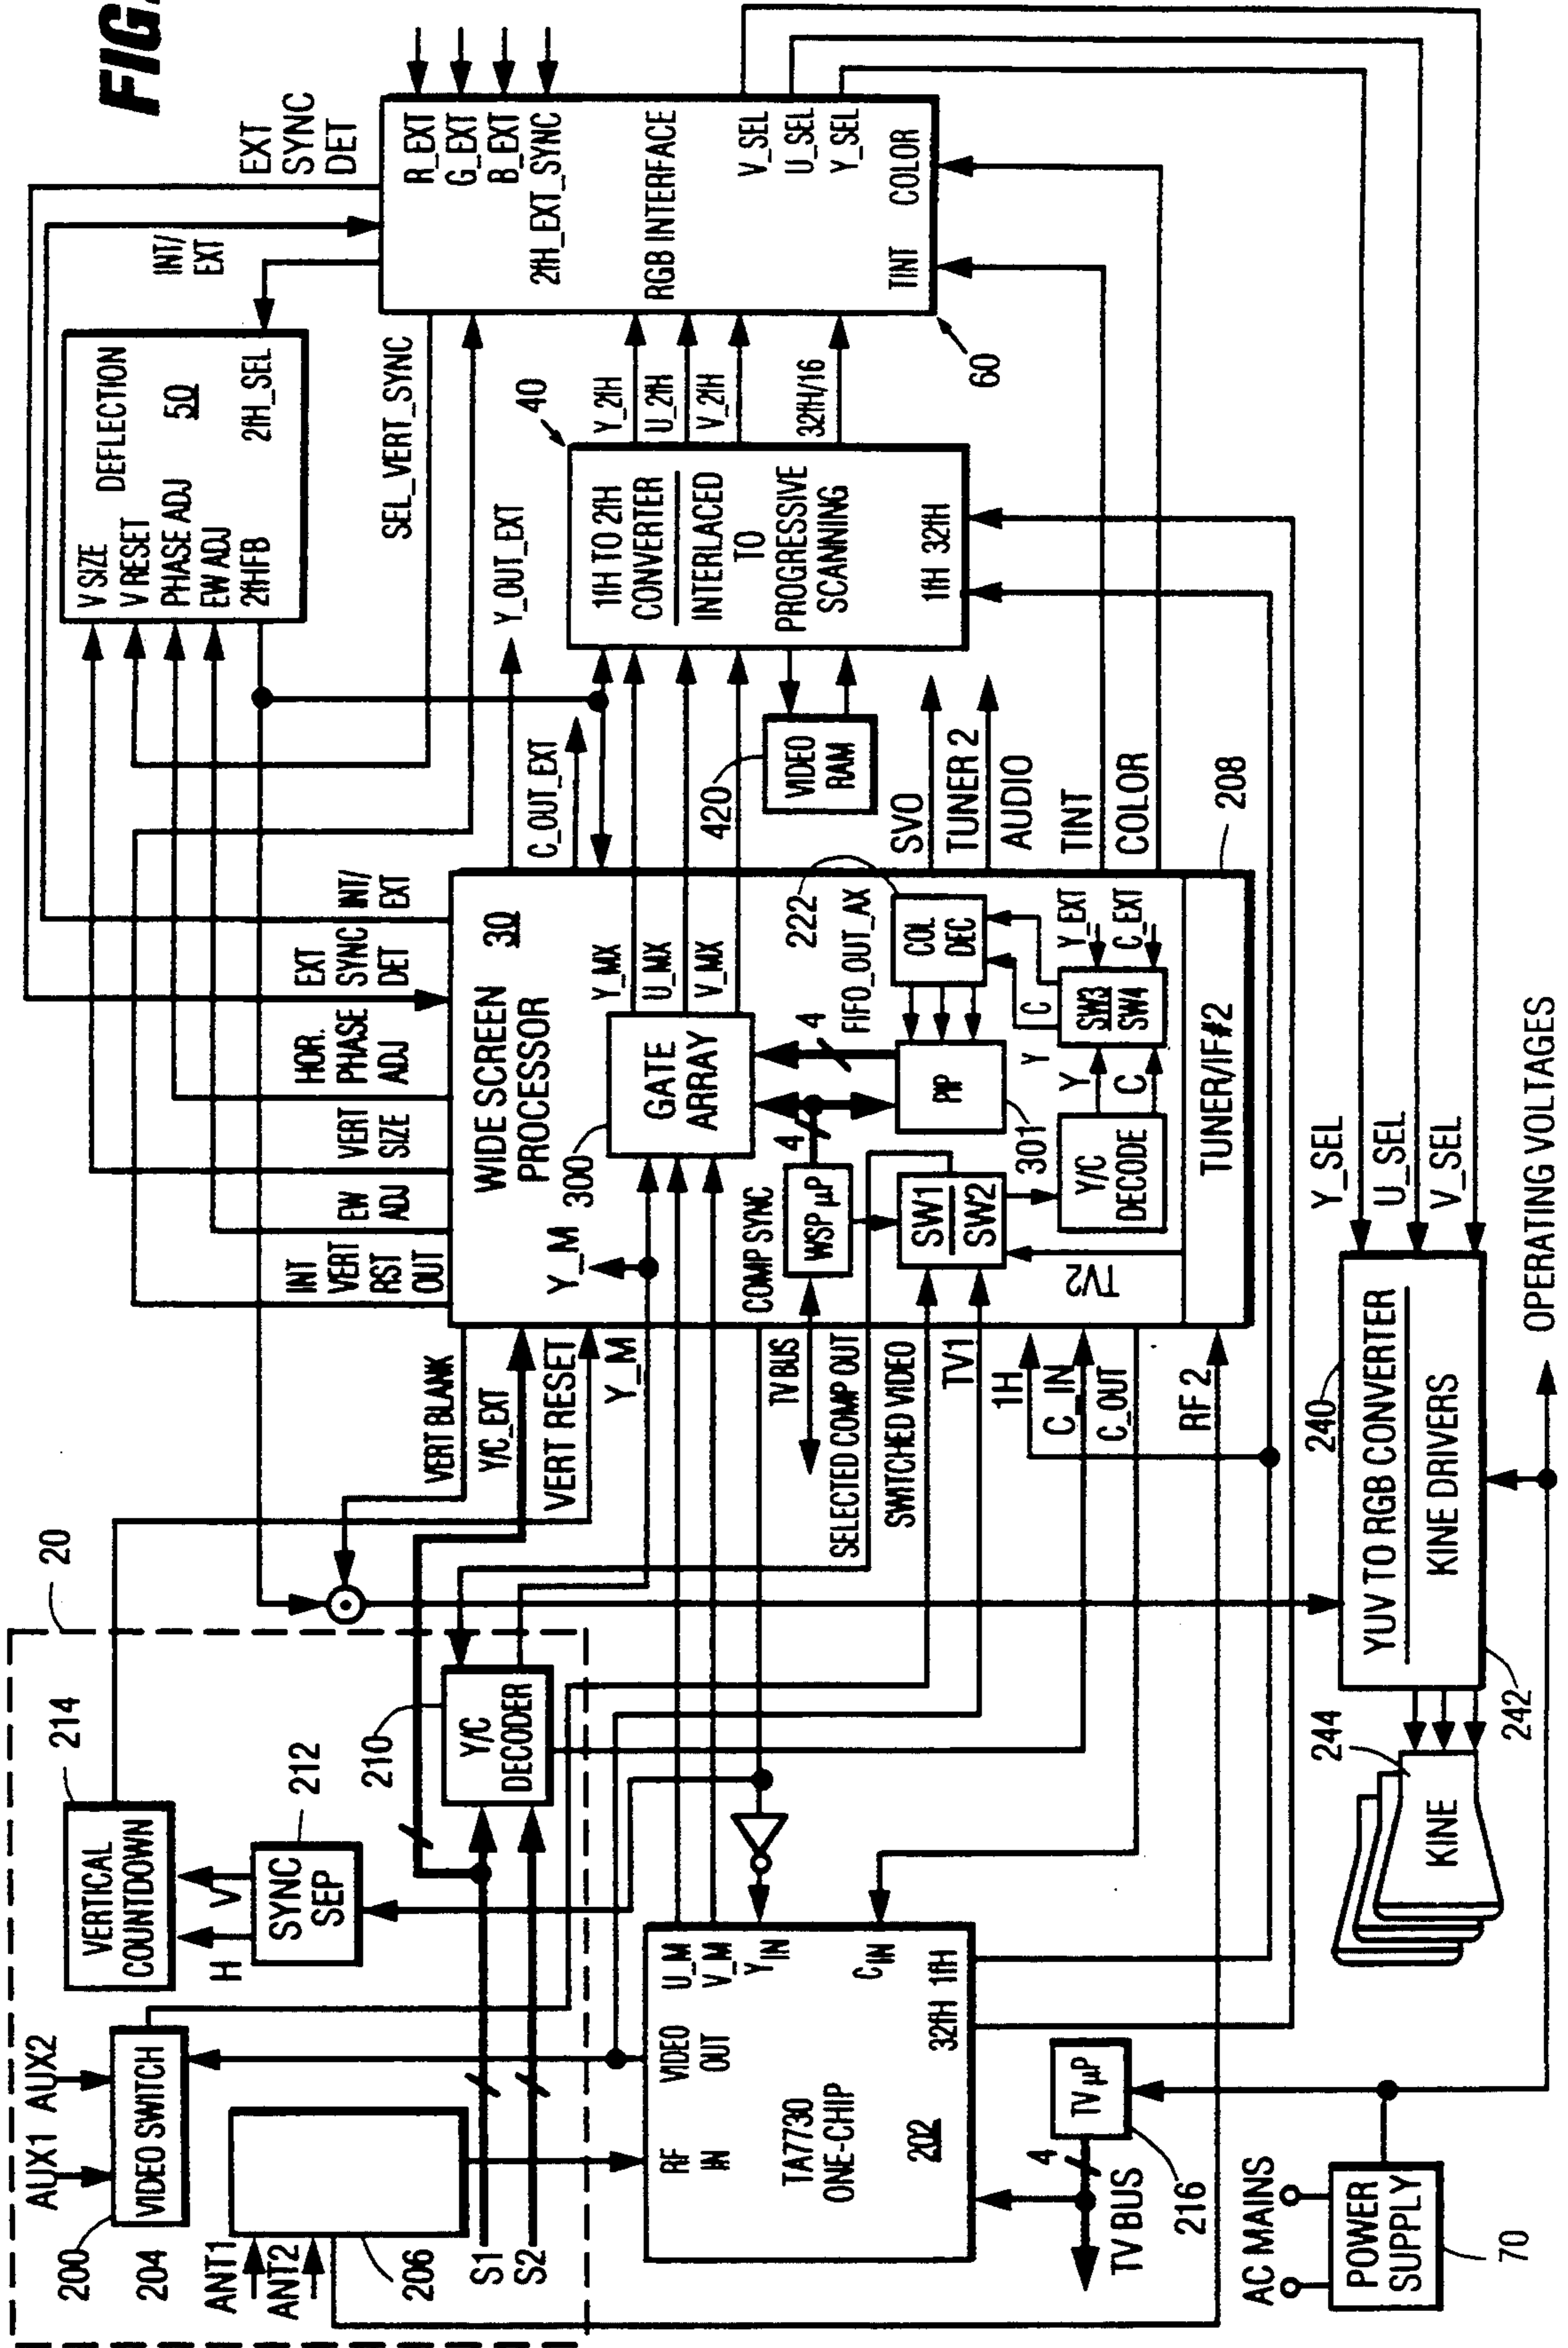 FIG.
20
AUX1
AUX2
VIDEO SWITCH
200
204
ANT1
ANT2
206
S1
S2
VERTICAL
COUNTDOWN
214
H
V
SYNC
SEP
212
210
Y/C
DECODER
U_M
V_M
YIN
CIN
VIDEO
OUT
RF
IN
TA7730
ONE-CHIP
202
32fH 1fH
TV µP
4
216
TV BUS
AC MAINS
POWER
SUPPLY
70
VERT BLANK
Y/C_EXT
VERT RESET
Y_M
TV BUS
SELECTED COMP OUT
SWITCHED VIDEO
TV1
1H
C_IN
C_OUT
RF 2
INT
VERT
RST
OUT
EW
ADJ
VERT
SIZE
HOR.
PHASE
ADJ
EXT
SYNC
DET
INT/
EXT
WIDE SCREEN
PROCESSOR
30
Y_M
300
GATE
ARRAY
Y_MX
U_MX
V_MX
COMP SYNC
WSP µP
4
4
FIFO_OUT_AX
PIP
301
COL
DEC
222
SW1
SW2
TV2
Y/C
DECODE
Y
C
Y
C
SW3
SW4
Y_EXT
C_EXT
TUNER/IF#2
208
DEFLECTION
50
V SIZE
V RESET
PHASE ADJ
EW ADJ
2fHFB
2fH_SEL
SEL_VERT_SYNC
Y_OUT_EXT
C_OUT_EXT
40
1fH TO 2fH
CONVERTER
INTERLACED
TO
PROGRESSIVE
SCANNING
1fH 32fH
VIDEO
RAM
420
SVO
TUNER 2
AUDIO
TINT
COLOR
Y_2fH
U_2fH
V_2fH
32fH/16
EXT
SYNC
DET
INT/
EXT
R_EXT
G_EXT
B_EXT
2fH_EXT_SYNC
RGB INTERFACE
V_SEL
U_SEL
Y_SEL
TINT
COLOR
60
Y_SEL
U_SEL
V_SEL
240
YUV TO RGB CONVERTER
KINE DRIVERS
242
244
KINE
OPERATING VOLTAGES